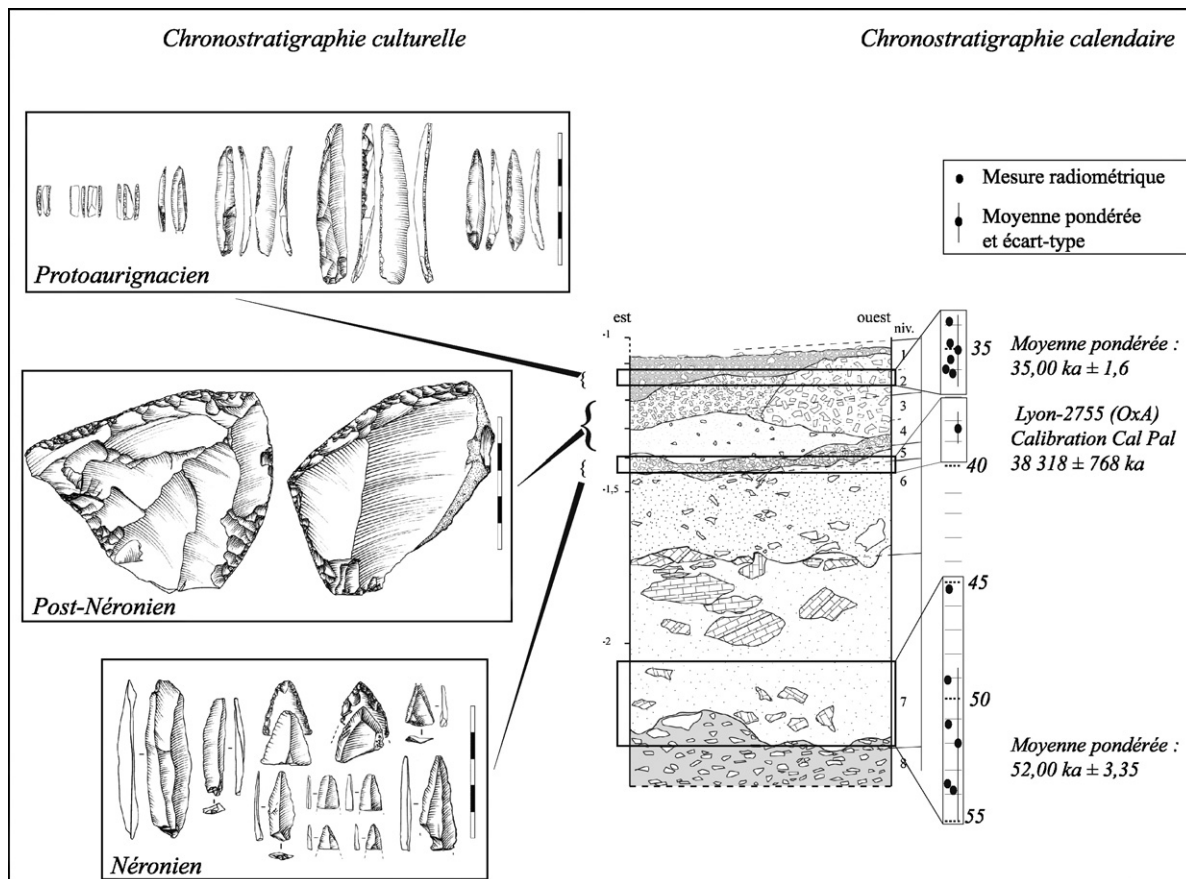 Chronostratigraphie culturelle
Chronostratigraphie calendaire
Protoaurignacien
Post-Néronien
Néronien
Mesure radiométrique
Moyenne pondérée
et écart-type
est
ouest
niv.
-1
-1,5
-2
1
2
3
4
5
6
7
8
35
40
45
50
55
Moyenne pondérée :
35,00 ka ± 1,6
Lyon-2755 (OxA)
Calibration Cal Pal
38 318 ± 768 ka
Moyenne pondérée :
52,00 ka ± 3,35